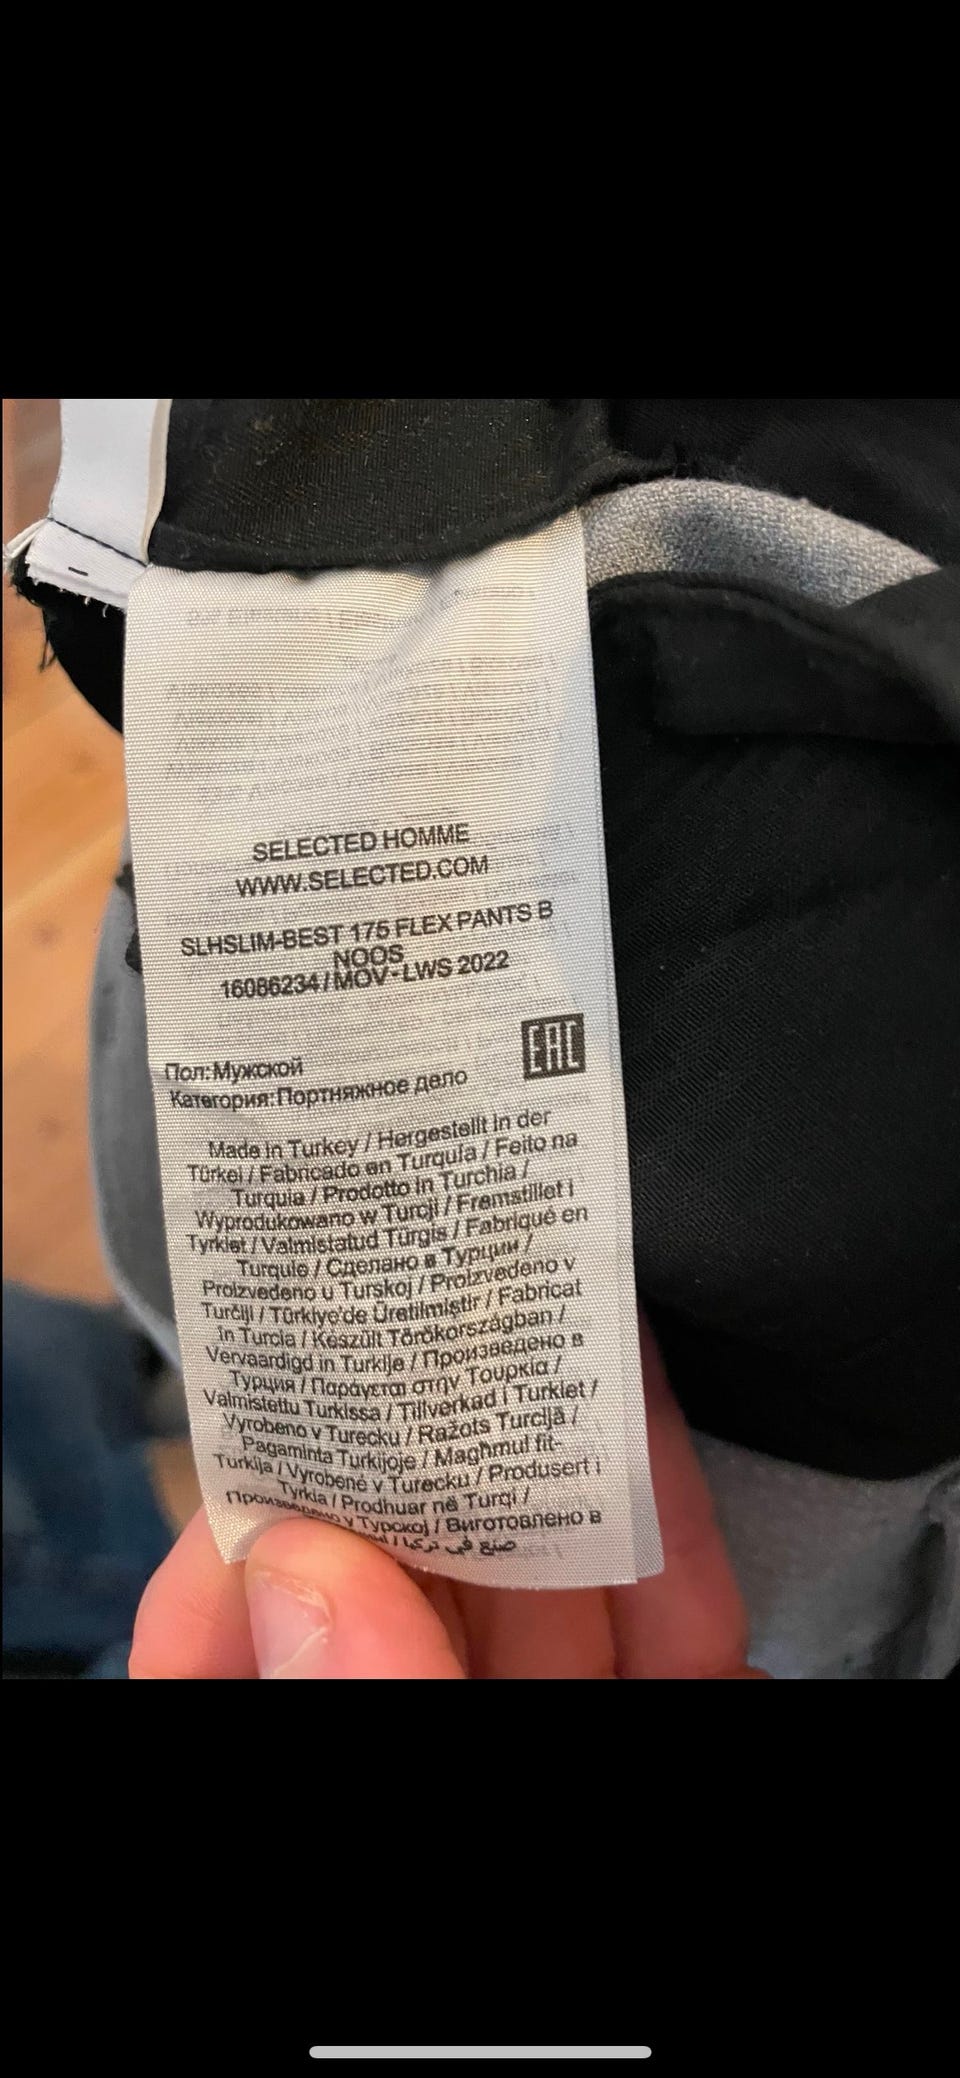 SELECTED HOMME
WWW.SELECTED.COM
SLHSLIM-BEST 175 FLEX PANTS B
NOOS
16086234 / MOV - LWS 2022
EAC
Пол:Мужской
Категория:Портняжное дело
Made in Turkey / Hergestellt in der
Türkei / Fabricado en Turquía / Feito na
Turquia / Prodotto in Turchia /
Wyprodukowano w Turcji / Fremstillet i
Tyrkiet / Valmistatud Türgis / Fabriqué en
Turquie / Сделано в Турции /
Proizvedeno u Turskoj / Proizvedeno v
Turčiji / Türkiye'de Üretilmiştir / Fabricat
în Turcia / Készült Törökországban /
Vervaardigd in Turkije / Произведено в
Турция / Παράγεται στην Τουρκία /
Valmistettu Turkissa / Tillverkad i Turkiet /
Vyrobeno v Turecku / Ražots Turcijā /
Pagaminta Turkijoje / Magħmul fit-
Turkija / Vyrobené v Turecku / Produsert i
Tyrkia / Prodhuar në Turqi /
Произведено у Турској / Виготовлено в
/ صنع في تركيا